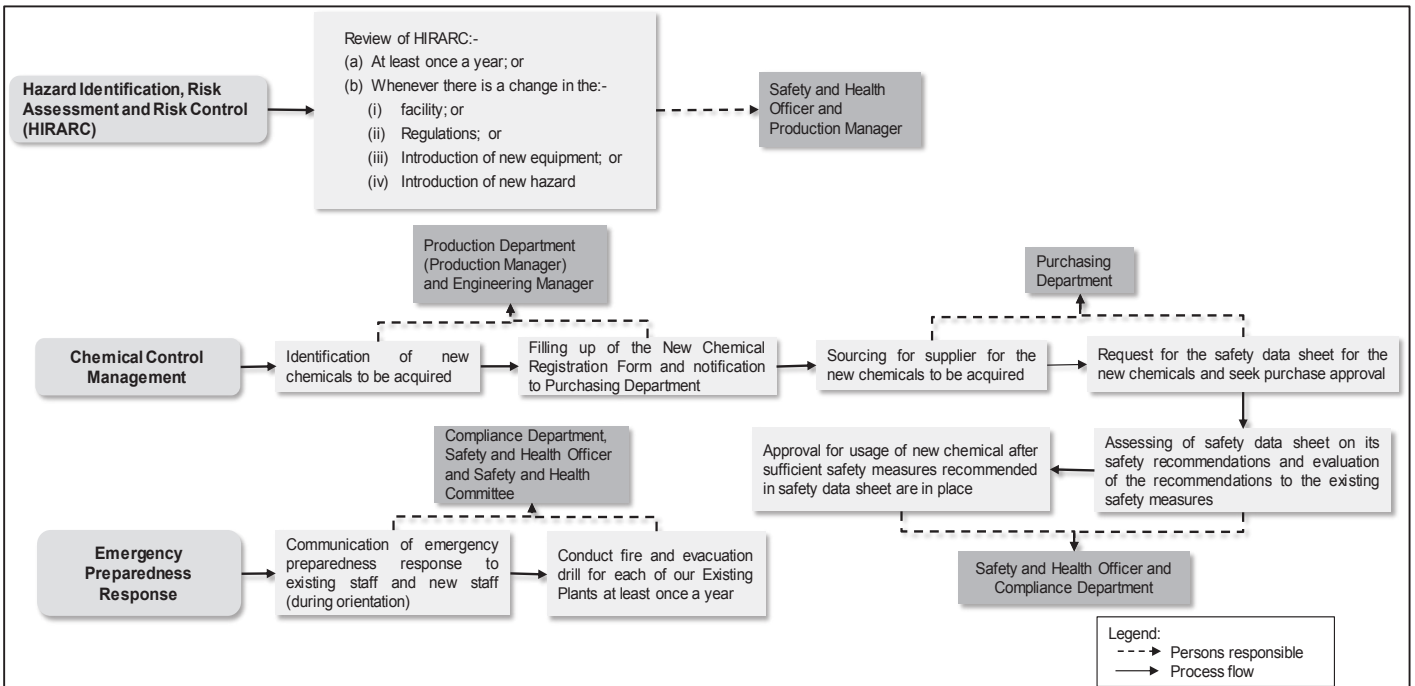 Hazard Identification, Risk
Assessment and Risk Control
(HIRARC)
Review of HIRARC:-
(a) At least once a year; or
(b) Whenever there is a change in the:-
(i) facility; or
(ii) Regulations; or
(iii) Introduction of new equipment; or
(iv) Introduction of new hazard
Safety and Health
Officer and
Production Manager
Production Department
(Production Manager)
and Engineering Manager
Purchasing
Department
Chemical Control
Management
Identification of new
chemicals to be acquired
Filling up of the New Chemical
Registration Form and notification
to Purchasing Department
Sourcing for supplier for the
new chemicals to be acquired
Request for the safety data sheet for the
new chemicals and seek purchase approval
Assessing of safety data sheet on its
safety recommendations and evaluation
of the recommendations to the existing
safety measures
Approval for usage of new chemical after
sufficient safety measures recommended
in safety data sheet are in place
Safety and Health Officer and
Compliance Department
Compliance Department,
Safety and Health Officer
and Safety and Health
Committee
Emergency
Preparedness
Response
Communication of emergency
preparedness response to
existing staff and new staff
(during orientation)
Conduct fire and evacuation
drill for each of our Existing
Plants at least once a year
Legend:
Persons responsible
Process flow